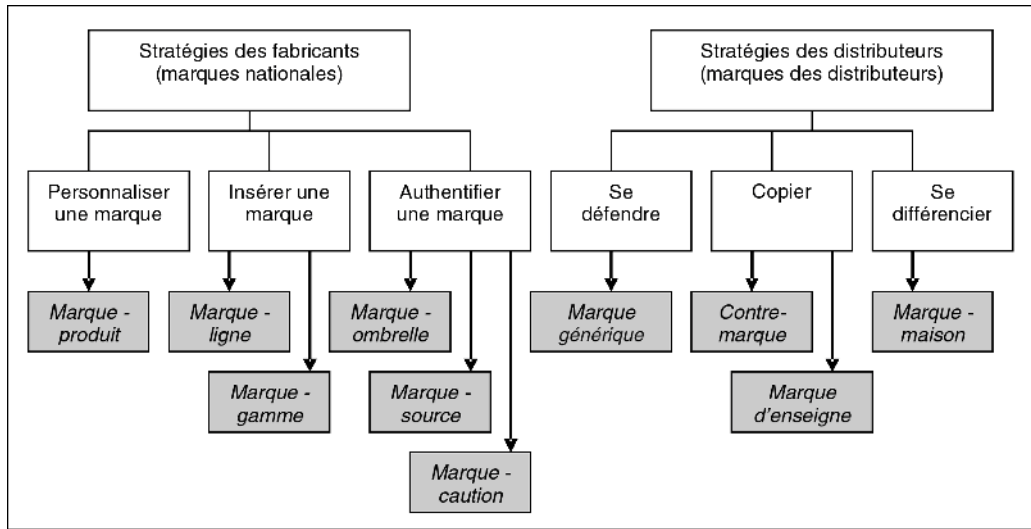 Stratégies des fabricants
(marques nationales)
Stratégies des distributeurs
(marques des distributeurs)
Personnaliser
une marque
Insérer une
marque
Authentifier
une marque
Se
défendre
Copier
Se
différencier
Marque -
produit
Marque -
ligne
Marque -
ombrelle
Marque
générique
Contre-
marque
Marque -
maison
Marque -
gamme
Marque -
source
Marque
d'enseigne
Marque -
caution